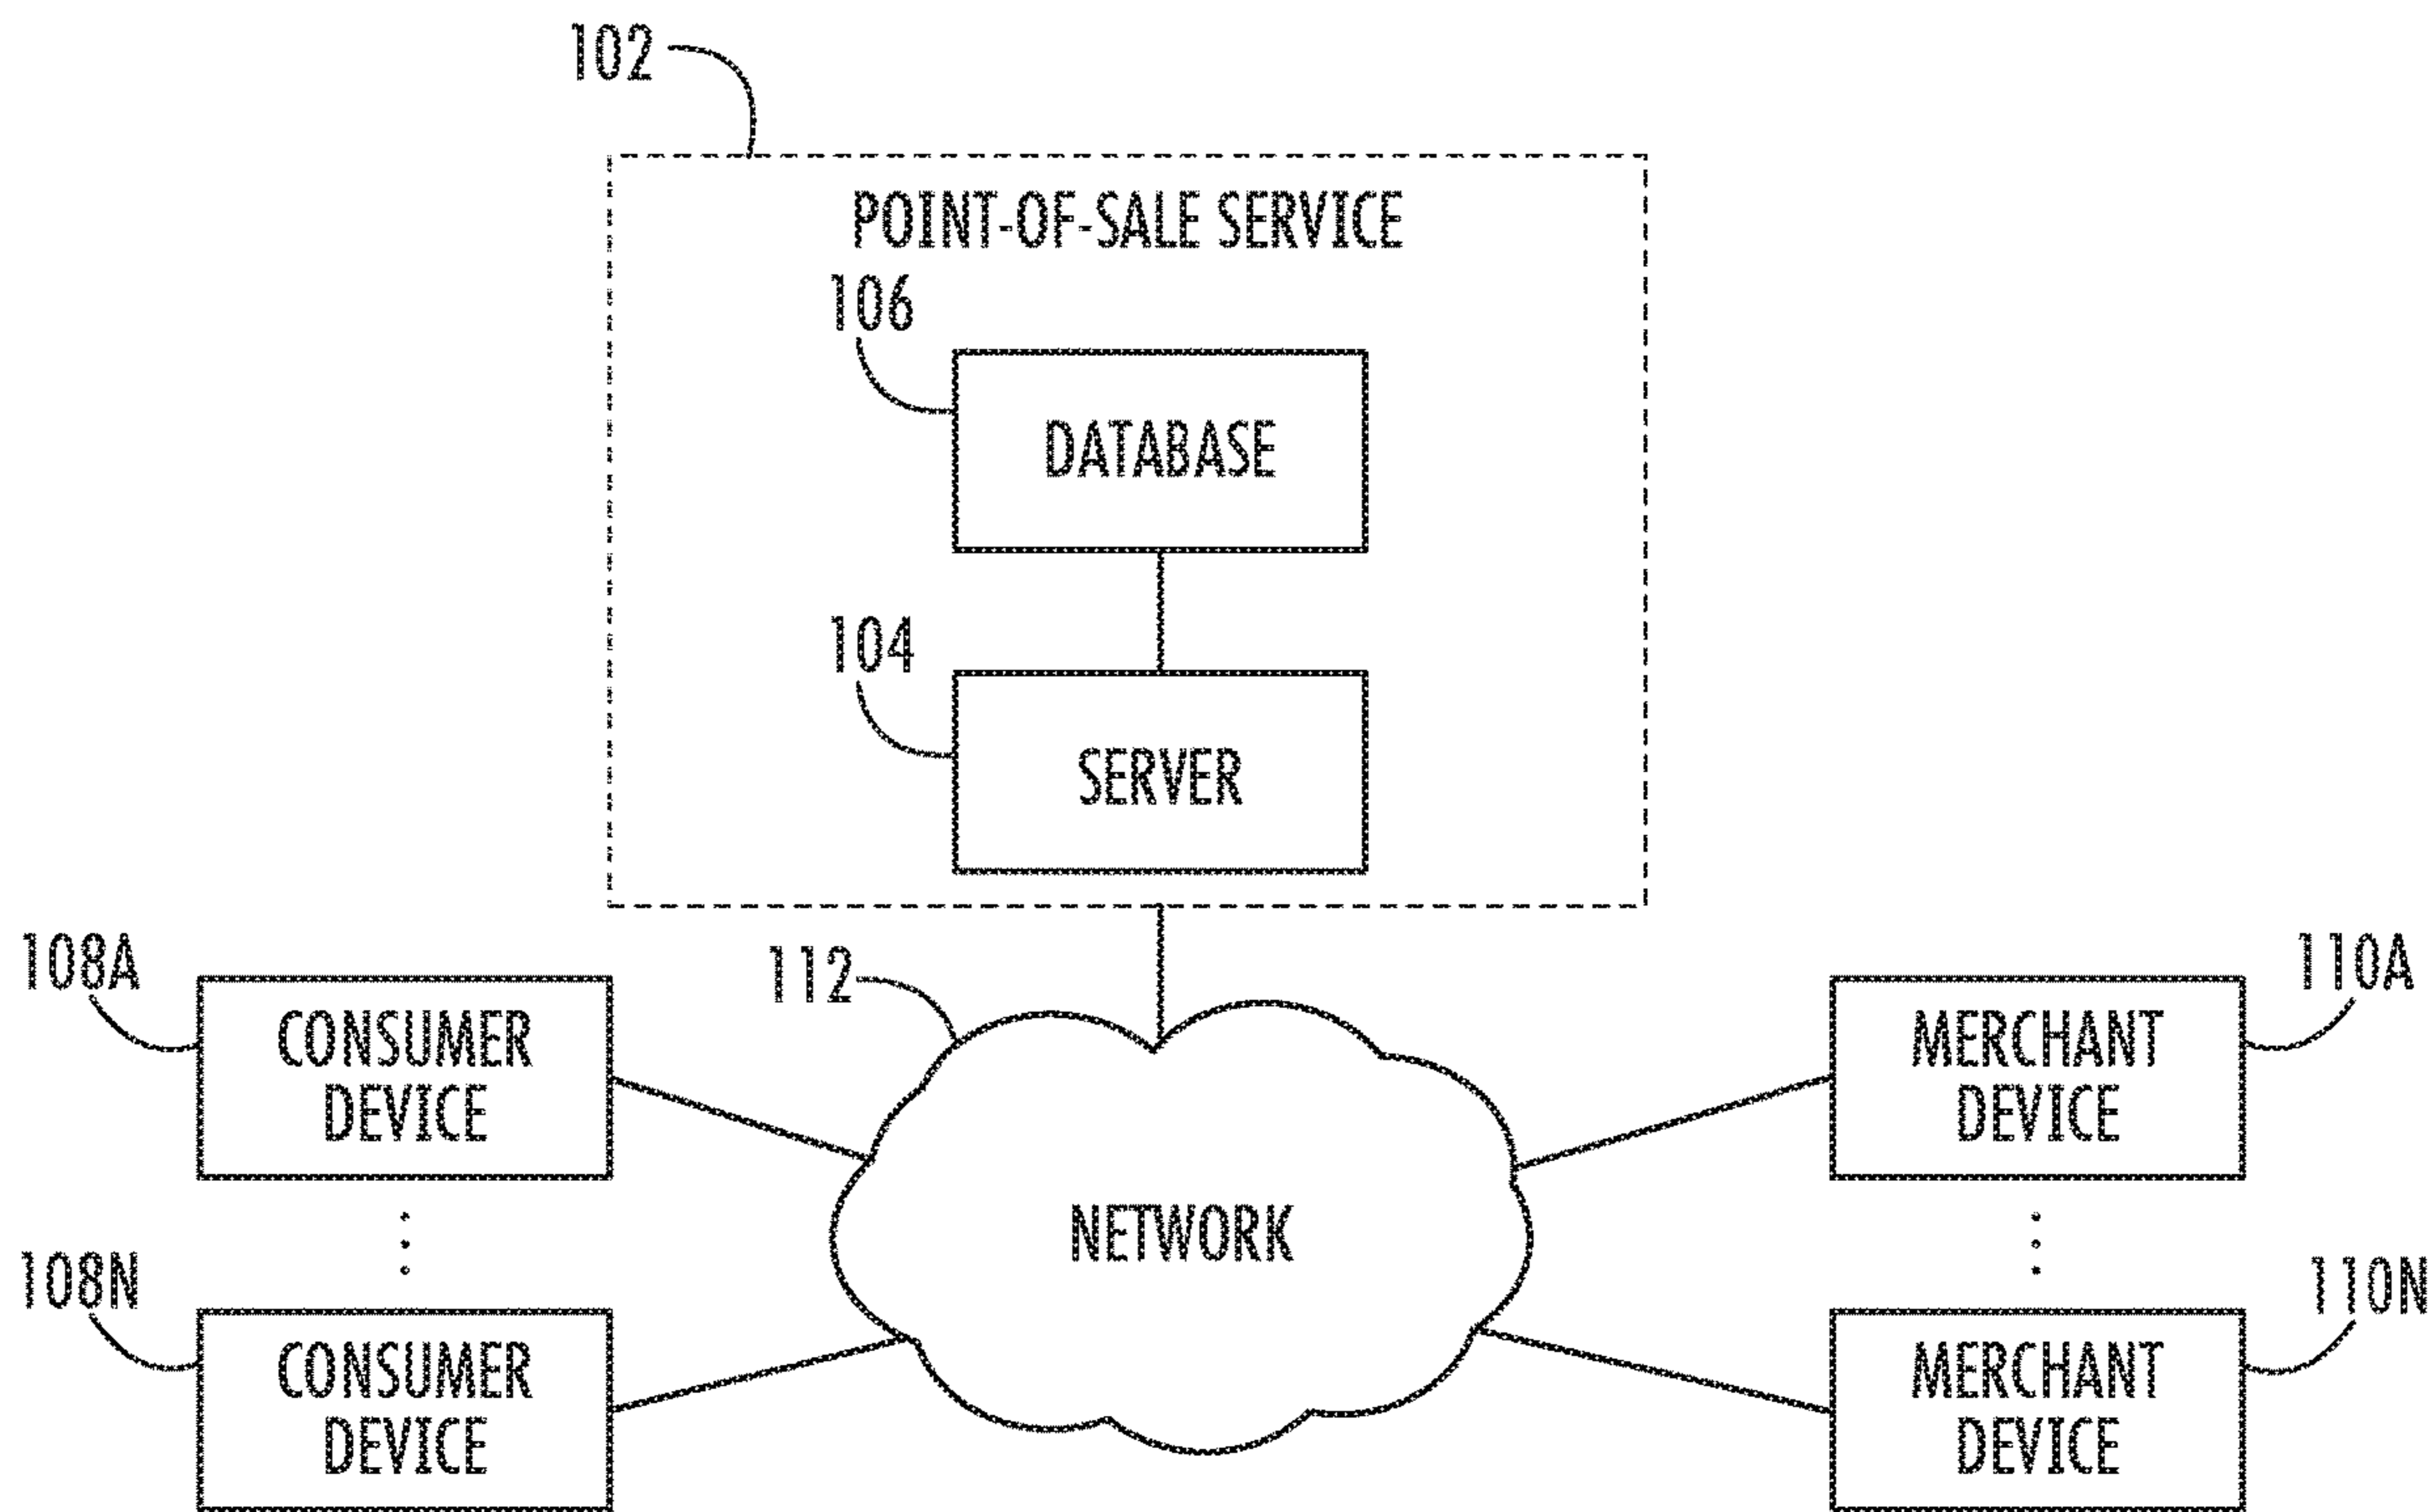 102
POINT-OF-SALE SERVICE
106
DATABASE
104
SERVER
108A
CONSUMER
DEVICE
112
110A
MERCHANT
DEVICE
NETWORK
108N
CONSUMER
DEVICE
110N
MERCHANT
DEVICE